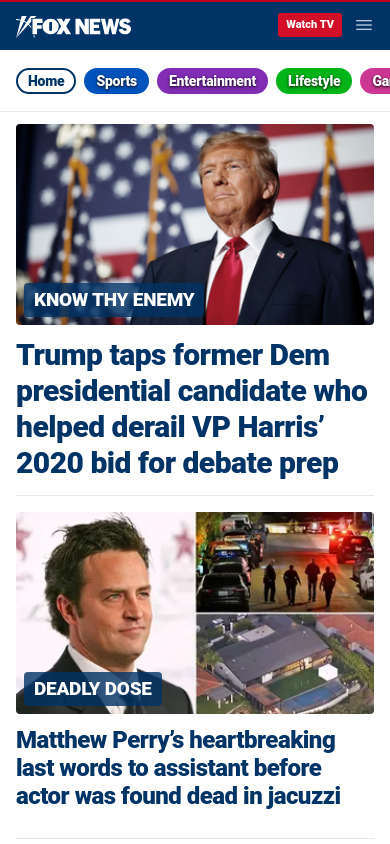 FOX NEWS
Watch TV
Home
Sports
Entertainment
Lifestyle
KNOW THY ENEMY
Trump taps former Dem
presidential candidate who
helped derail VP Harris’
2020 bid for debate prep
DEADLY DOSE
Matthew Perry’s heartbreaking
last words to assistant before
actor was found dead in jacuzzi